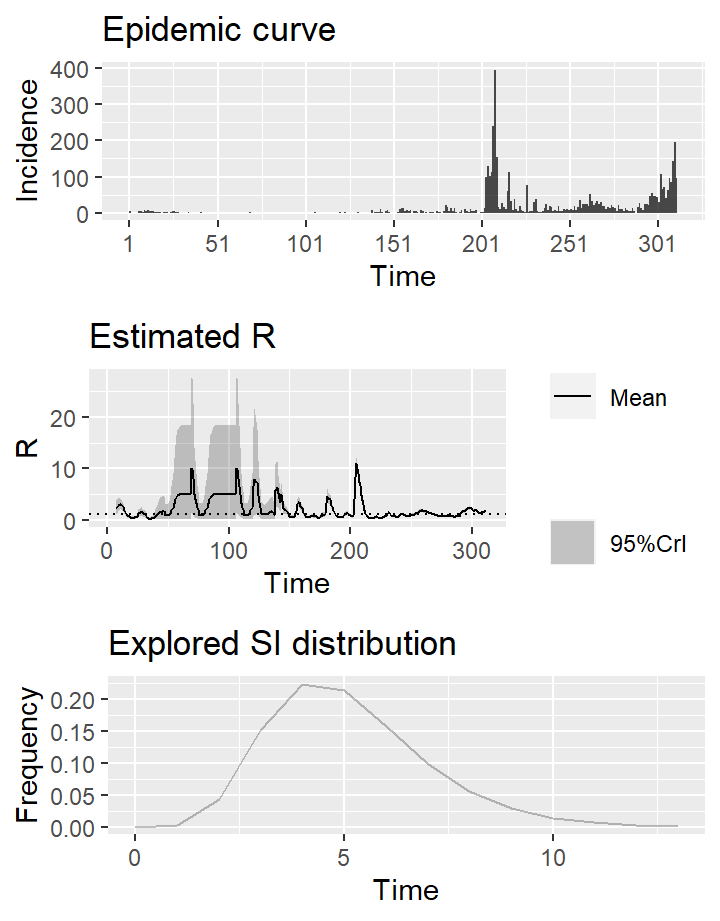 Epidemic curve
400
300
200
100
0
Incidence
1 51 101 151 201 251 301
Time
Estimated R
20
10
0
R
0 100 200 300
Time
Mean
95%CrI
Explored SI distribution
0.20
0.15
0.10
0.05
0.00
Frequency
0 5 10
Time